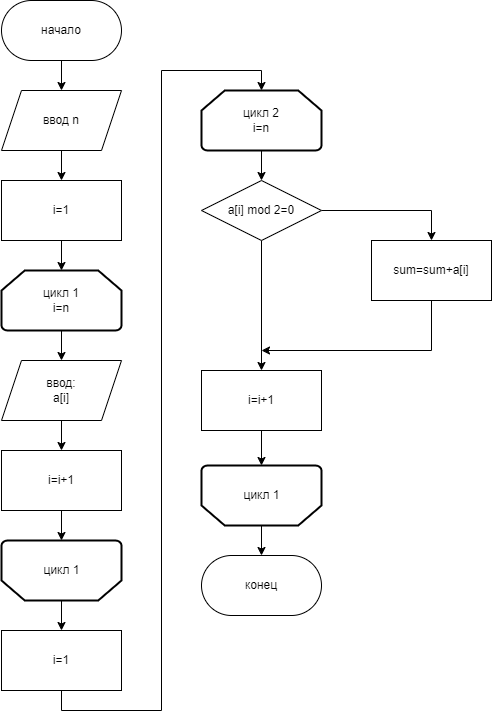 начало
ввод n
i=1
цикл 1
i=n
ввод:
a[i]
i=i+1
цикл 1
i=1
цикл 2
i=n
a[i] mod 2=0
sum=sum+a[i]
i=i+1
цикл 1
конец